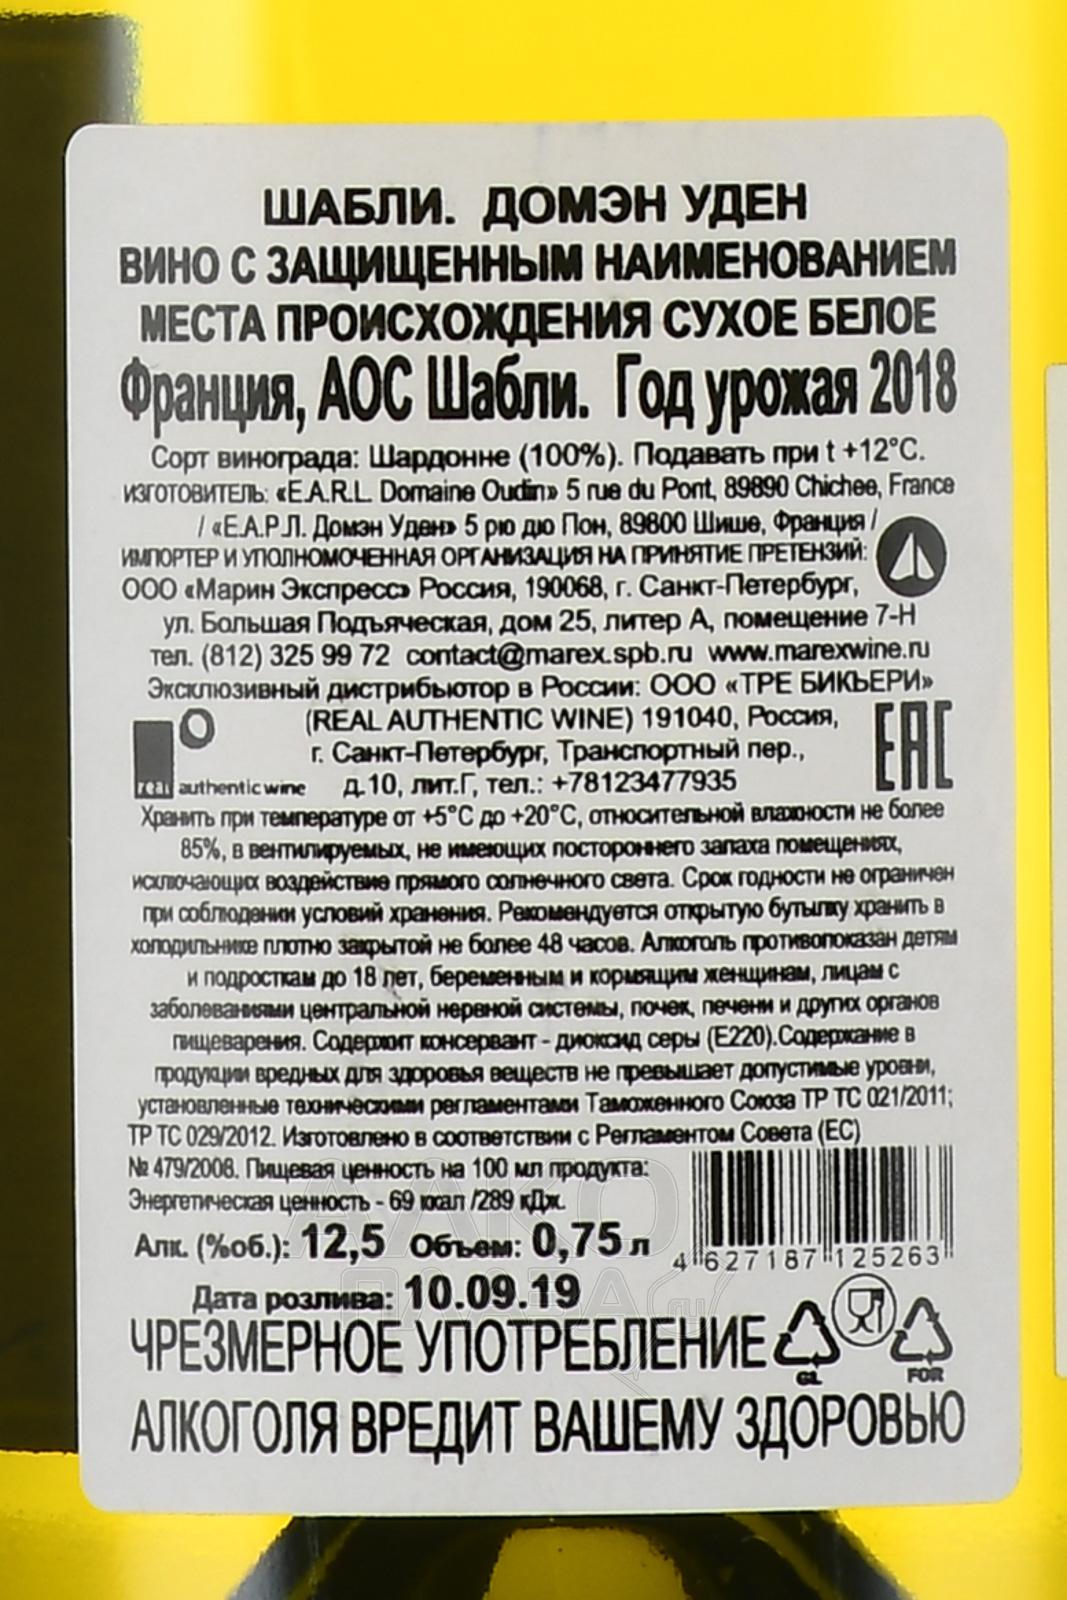 ШАБЛИ. ДОМЭН УДЕН
ВИНО С ЗАЩИЩЕННЫМ НАИМЕНОВАНИЕМ
МЕСТА ПРОИСХОЖДЕНИЯ СУХОЕ БЕЛОЕ
Франция, АОС Шабли. Год урожая 2018
Сорт винограда: Шардонне (100%). Подавать при t +12°C.
ИЗГОТОВИТЕЛЬ: «E.A.R.L. Domaine Oudin» 5 rue du Pont, 89890 Chichee, France
/ «Е.А.Р.Л. Домэн Уден» 5 рю дю Пон, 89800 Шише, Франция /
ИМПОРТЕР И УПОЛНОМОЧЕННАЯ ОРГАНИЗАЦИЯ НА ПРИНЯТИЕ ПРЕТЕНЗИЙ:
ООО «Марин Экспресс» Россия, 190068, г. Санкт-Петербург,
ул. Большая Подъяческая, дом 25, литер А, помещение 7-Н
тел. (812) 325 99 72 contact@marex.spb.ru www.marexwine.ru
Эксклюзивный дистрибьютор в России: ООО «ТРЕ БИКЬЕРИ»
(REAL AUTHENTIC WINE) 191040, Россия,
г. Санкт-Петербург, Транспортный пер.,
д.10, лит.Г, тел.: +78123477935
real authentic wine
EAC
Хранить при температуре от +5°C до +20°C, относительной влажности не более
85%, в вентилируемых, не имеющих постороннего запаха помещениях,
исключающих воздействие прямого солнечного света. Срок годности не ограничен
при соблюдении условий хранения. Рекомендуется открытую бутылку хранить в
холодильнике плотно закрытой не более 48 часов. Алкоголь противопоказан детям
и подросткам до 18 лет, беременным и кормящим женщинам, лицам с
заболеваниями центральной нервной системы, почек, печени и других органов
пищеварения. Содержит консервант - диоксид серы (Е220).Содержание в
продукции вредных для здоровья веществ не превышает допустимые уровни,
установленные техническими регламентами Таможенного Союза ТР ТС 021/2011;
ТР ТС 029/2012. Изготовлено в соответствии с Регламентом Совета (ЕС)
№ 479/2008. Пищевая ценность на 100 мл продукта:
Энергетическая ценность - 69 ккал /289 кДж.
Алк. (%об.): 12,5 Объем: 0,75 л
4 627187 125263
Дата розлива: 10.09.19
ЧРЕЗМЕРНОЕ УПОТРЕБЛЕНИЕ
GL FOR
АЛКОГОЛЯ ВРЕДИТ ВАШЕМУ ЗДОРОВЬЮ